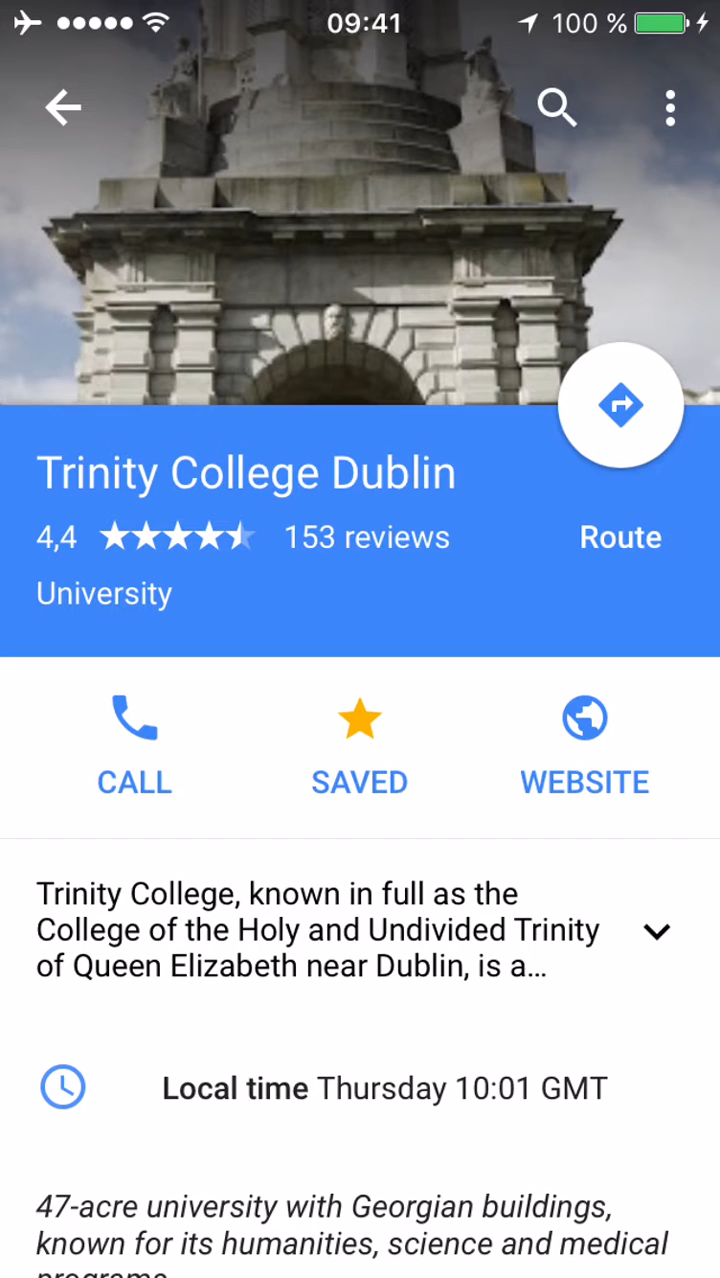 09:41
100 %
Trinity College Dublin
4,4 153 reviews
Route
University
CALL SAVED WEBSITE
Trinity College, known in full as the
College of the Holy and Undivided Trinity
of Queen Elizabeth near Dublin, is a...
Local time Thursday 10:01 GMT
47-acre university with Georgian buildings,
known for its humanities, science and medical
programs